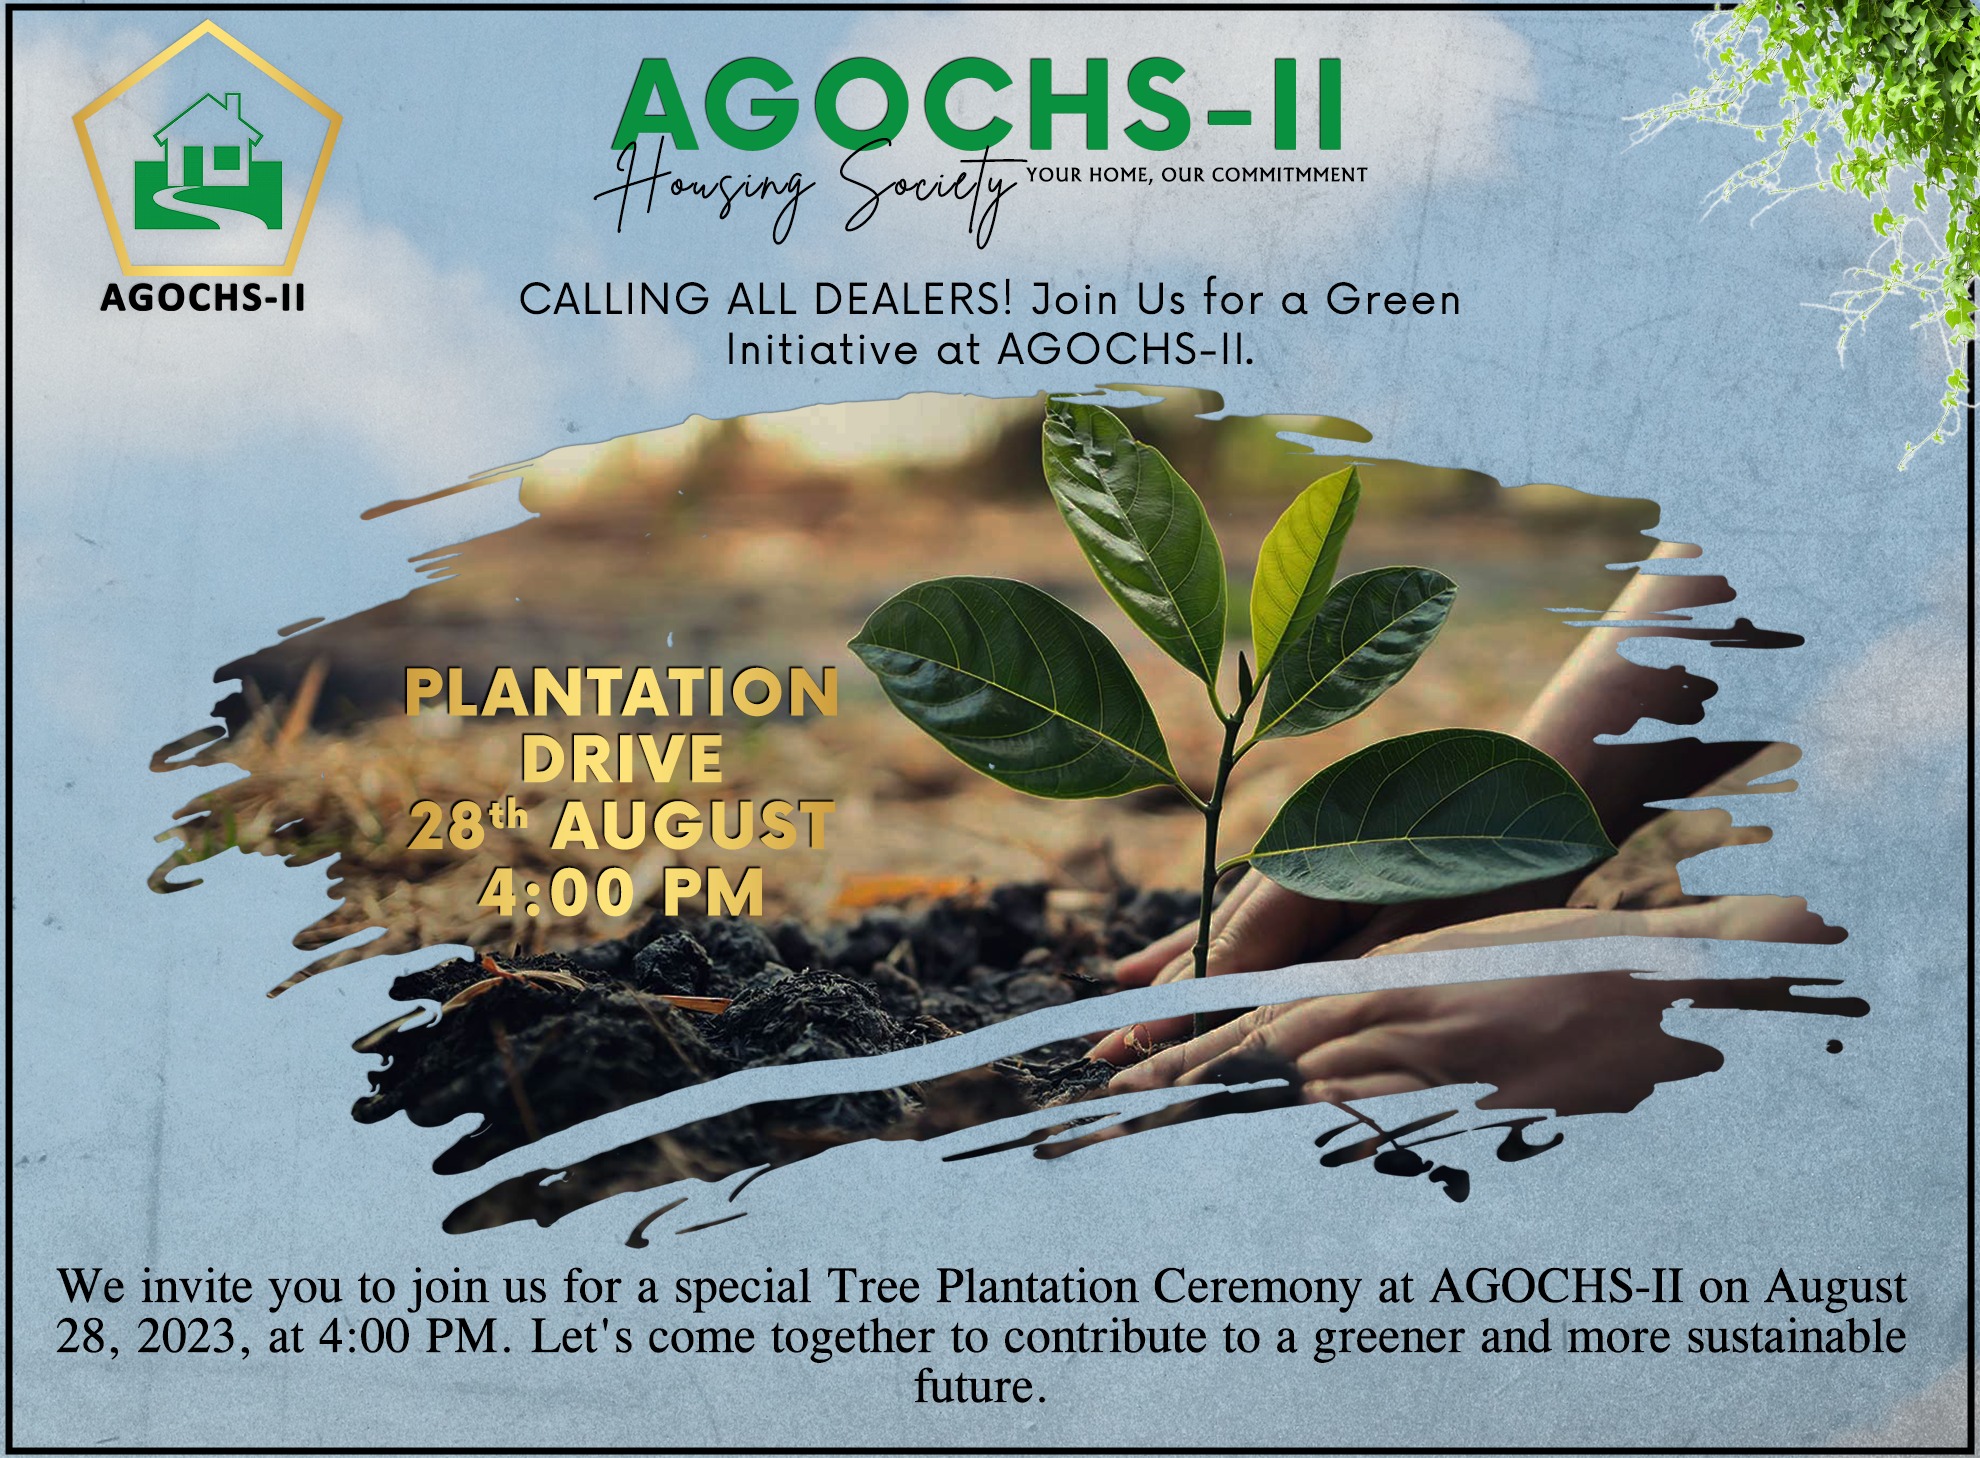 AGOCHS-II
AGOCHS-II
Housing Society
YOUR HOME, OUR COMMITMMENT
CALLING ALL DEALERS! Join Us for a Green
Initiative at AGOCHS-II.
PLANTATION
DRIVE
28th AUGUST
4:00 PM
We invite you to join us for a special Tree Plantation Ceremony at AGOCHS-II on August
28, 2023, at 4:00 PM. Let's come together to contribute to a greener and more sustainable
future.